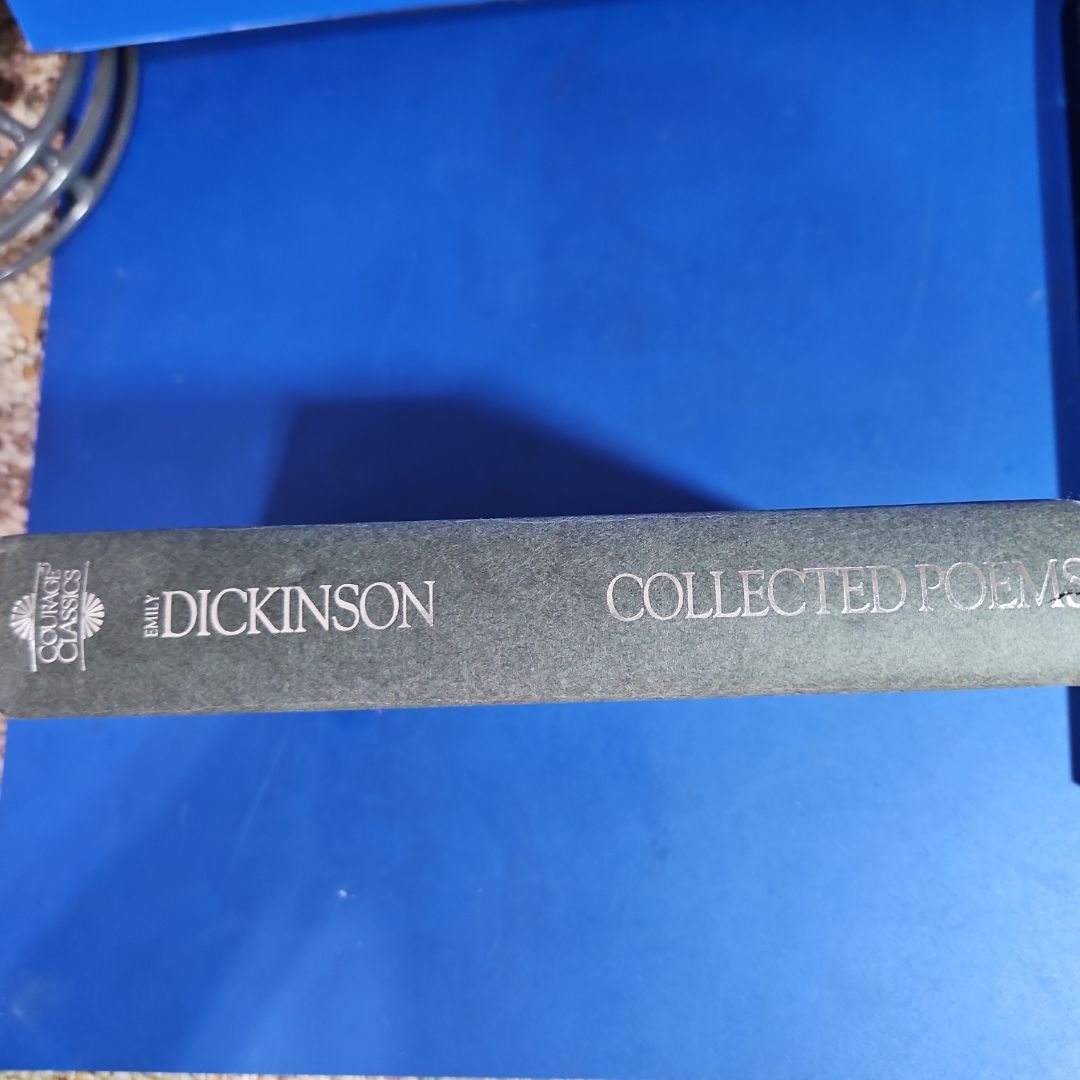 COURAGE
CLASSICS
EMILY
DICKINSON
COLLECTED POEMS